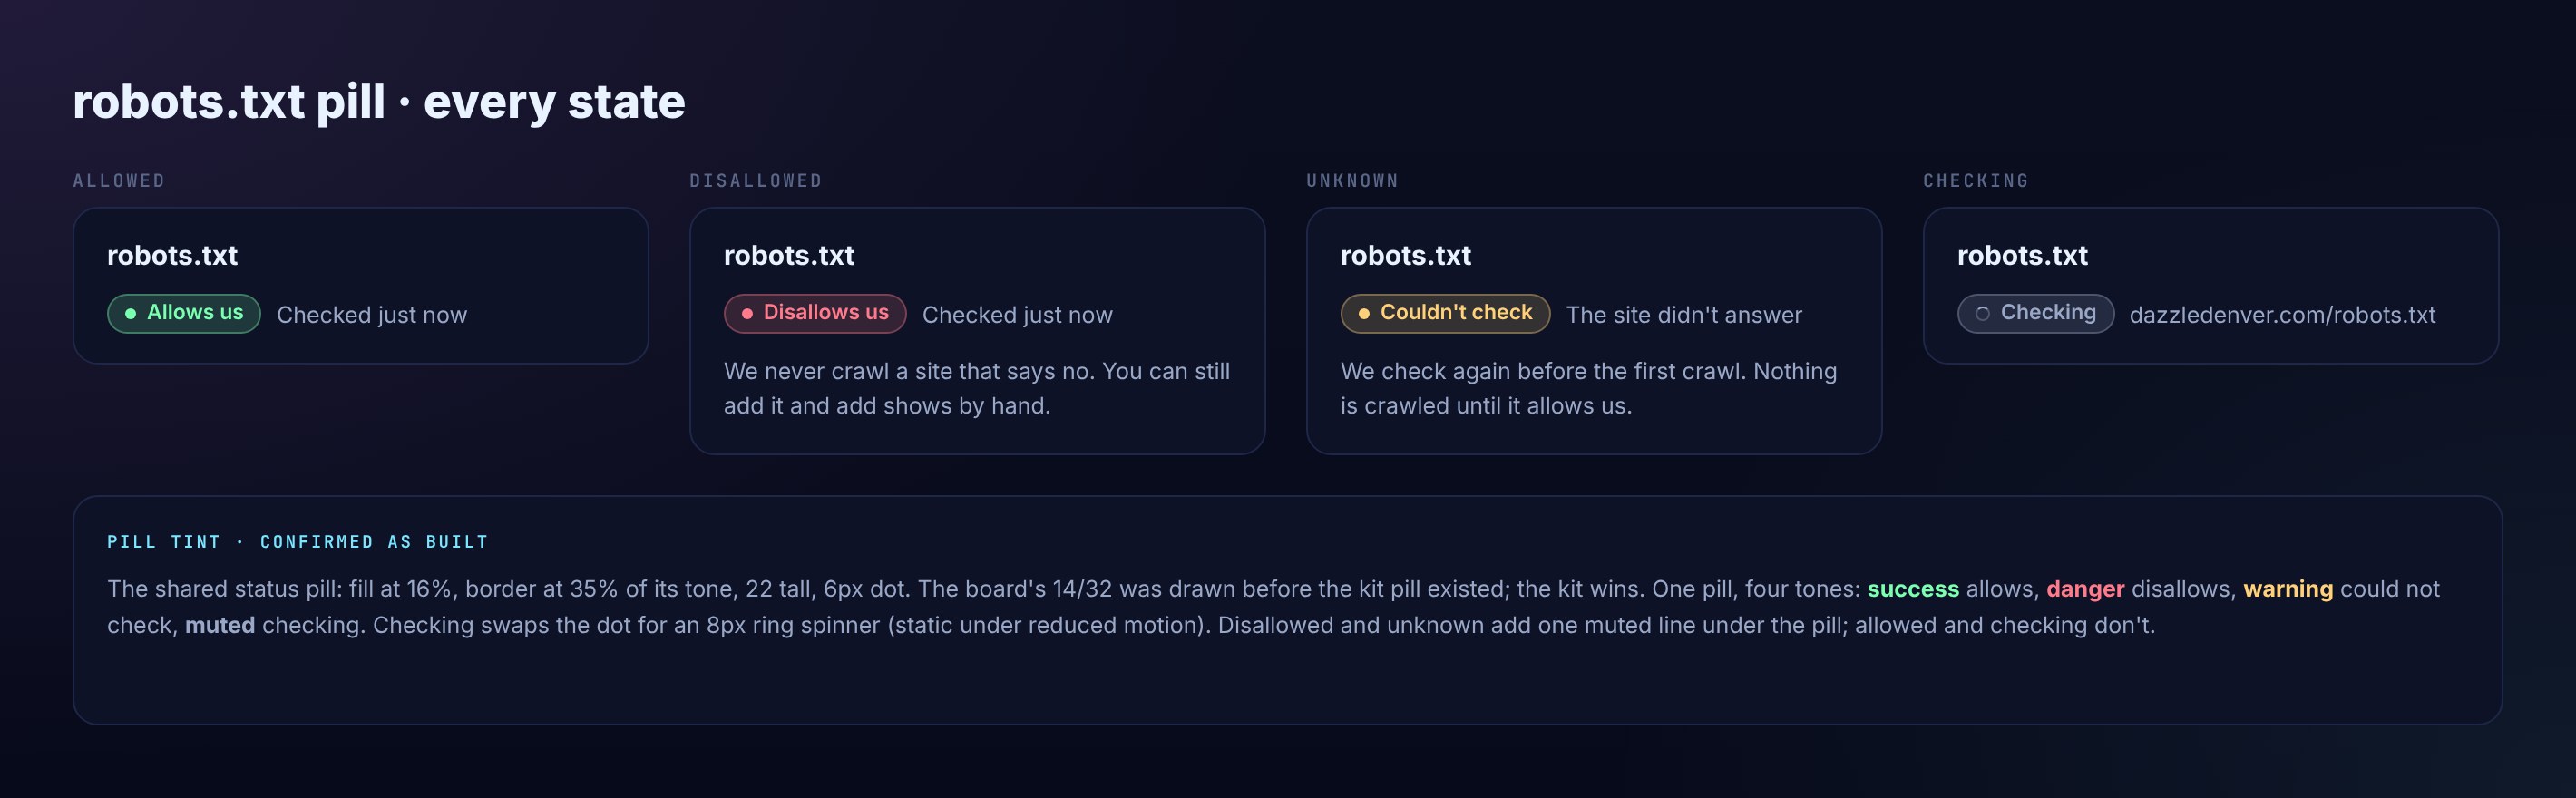 robots.txt pill · every state
ALLOWED
robots.txt
Allows us Checked just now
DISALLOWED
robots.txt
Disallows us Checked just now
We never crawl a site that says no. You can still
add it and add shows by hand.
UNKNOWN
robots.txt
Couldn't check The site didn't answer
We check again before the first crawl. Nothing
is crawled until it allows us.
CHECKING
robots.txt
Checking dazzledenver.com/robots.txt
PILL TINT · CONFIRMED AS BUILT
The shared status pill: fill at 16%, border at 35% of its tone, 22 tall, 6px dot. The board's 14/32 was drawn before the kit pill existed; the kit wins. One pill, four tones: success allows, danger disallows, warning could not
check, muted checking. Checking swaps the dot for an 8px ring spinner (static under reduced motion). Disallowed and unknown add one muted line under the pill; allowed and checking don't.